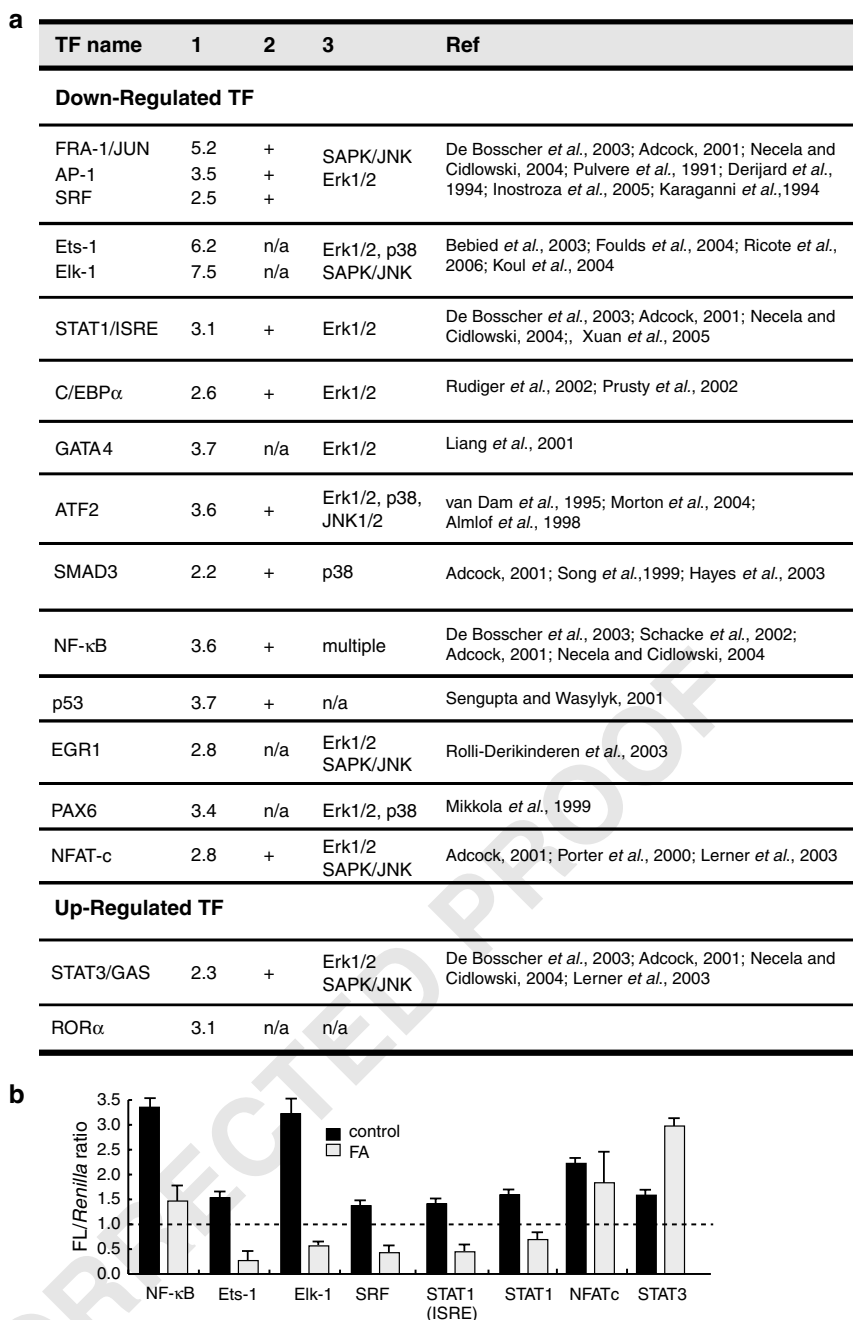 a
TF name 1 2 3 Ref
Down-Regulated TF
FRA-1/JUN 5.2 + SAPK/JNK De Bosscher et al., 2003; Adcock, 2001; Necela and
AP-1 3.5 + Erk1/2 Cidlowski, 2004; Pulvere et al., 1991; Derijard et al.,
SRF 2.5 + 1994; Inostroza et al., 2005; Karaganni et al.,1994
Ets-1 6.2 n/a Erk1/2, p38 Bebied et al., 2003; Foulds et al., 2004; Ricote et al.,
Elk-1 7.5 n/a SAPK/JNK 2006; Koul et al., 2004
STAT1/ISRE 3.1 + Erk1/2 De Bosscher et al., 2003; Adcock, 2001; Necela and
Cidlowski, 2004;, Xuan et al., 2005
C/EBPα 2.6 + Erk1/2 Rudiger et al., 2002; Prusty et al., 2002
GATA4 3.7 n/a Erk1/2 Liang et al., 2001
ATF2 3.6 + Erk1/2, p38, van Dam et al., 1995; Morton et al., 2004;
JNK1/2 Almlof et al., 1998
SMAD3 2.2 + p38 Adcock, 2001; Song et al.,1999; Hayes et al., 2003
NF-κB 3.6 + multiple De Bosscher et al., 2003; Schacke et al., 2002;
Adcock, 2001; Necela and Cidlowski, 2004
p53 3.7 + n/a Sengupta and Wasylyk, 2001
EGR1 2.8 n/a Erk1/2 Rolli-Derikinderen et al., 2003
SAPK/JNK
PAX6 3.4 n/a Erk1/2, p38 Mikkola et al., 1999
NFAT-c 2.8 + Erk1/2 Adcock, 2001; Porter et al., 2000; Lerner et al., 2003
SAPK/JNK
Up-Regulated TF
STAT3/GAS 2.3 + Erk1/2 De Bosscher et al., 2003; Adcock, 2001; Necela and
SAPK/JNK Cidlowski, 2004; Lerner et al., 2003
RORα 3.1 n/a n/a
b
FL/Renilla ratio
3.5
3.0
2.5
2.0
1.5
1.0
0.5
0.0
control
FA
NF-κB Ets-1 Elk-1 SRF STAT1 STAT1 NFATc STAT3
(ISRE)
ORRECTED PROOF